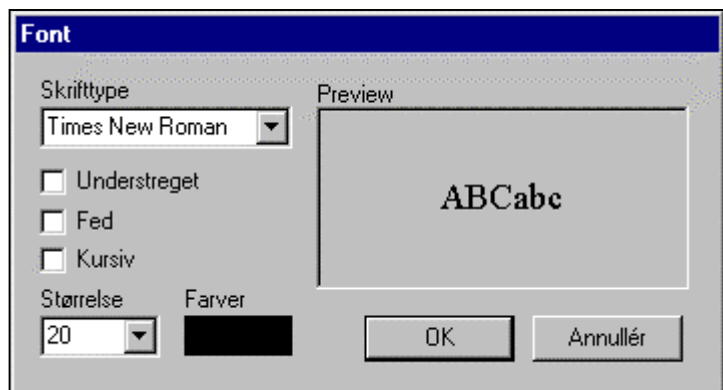 Font
Skrifttype
Times New Roman
Understreget
Fed
Kursiv
Størrelse
20
Farver
Preview
ABCabc
OK
Annullér